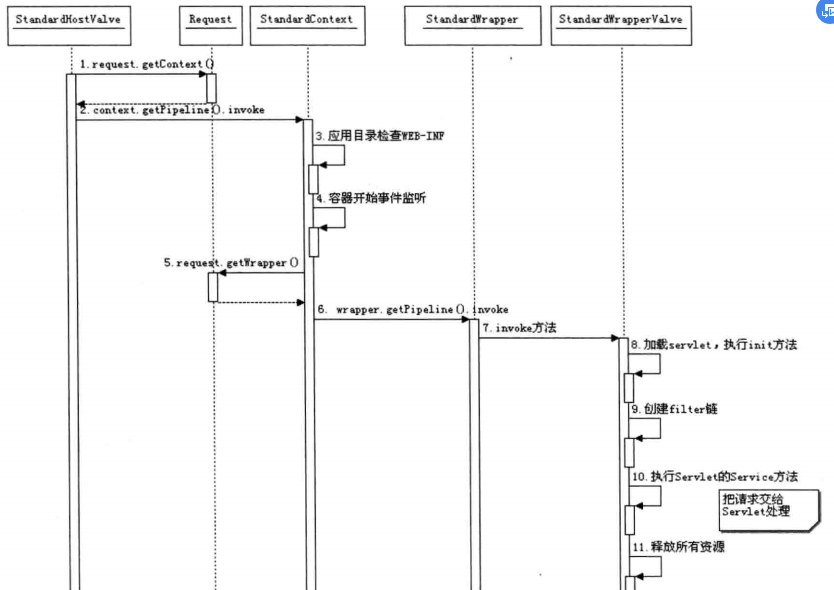 StandardHostValve
Request
StandardContext
StandardWrapper
StandardWrapperValve
1.request.getContext()
2.context.getPipeline().invoke
3.应用目录检查WEB-INF
4.容器开始事件监听
5.request.getWrapper()
6. wrapper.getPipeline().invoke
7.invoke方法
8.加载servlet，执行init方法
9.创建filter链
10.执行Servlet的Service方法
把请求交给
Servlet处理
11.释放所有资源